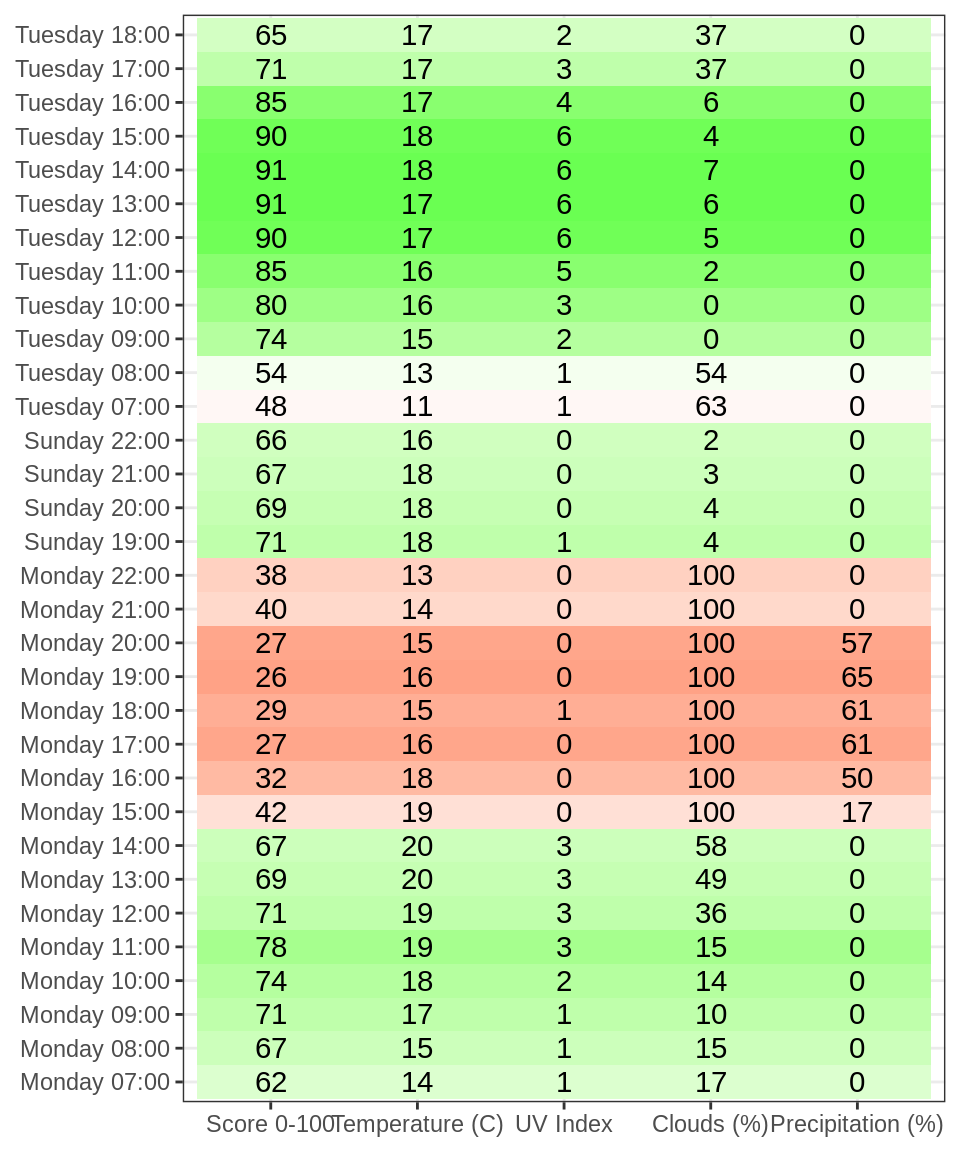 Tuesday 18:00 65 17 2 37 0
Tuesday 17:00 71 17 3 37 0
Tuesday 16:00 85 17 4 6 0
Tuesday 15:00 90 18 6 4 0
Tuesday 14:00 91 18 6 7 0
Tuesday 13:00 91 17 6 6 0
Tuesday 12:00 90 17 6 5 0
Tuesday 11:00 85 16 5 2 0
Tuesday 10:00 80 16 3 0 0
Tuesday 09:00 74 15 2 0 0
Tuesday 08:00 54 13 1 54 0
Tuesday 07:00 48 11 1 63 0
Sunday 22:00 66 16 0 2 0
Sunday 21:00 67 18 0 3 0
Sunday 20:00 69 18 0 4 0
Sunday 19:00 71 18 1 4 0
Monday 22:00 38 13 0 100 0
Monday 21:00 40 14 0 100 0
Monday 20:00 27 15 0 100 57
Monday 19:00 26 16 0 100 65
Monday 18:00 29 15 1 100 61
Monday 17:00 27 16 0 100 61
Monday 16:00 32 18 0 100 50
Monday 15:00 42 19 0 100 17
Monday 14:00 67 20 3 58 0
Monday 13:00 69 20 3 49 0
Monday 12:00 71 19 3 36 0
Monday 11:00 78 19 3 15 0
Monday 10:00 74 18 2 14 0
Monday 09:00 71 17 1 10 0
Monday 08:00 67 15 1 15 0
Monday 07:00 62 14 1 17 0
Score 0-100 Temperature (C) UV Index Clouds (%) Precipitation (%)